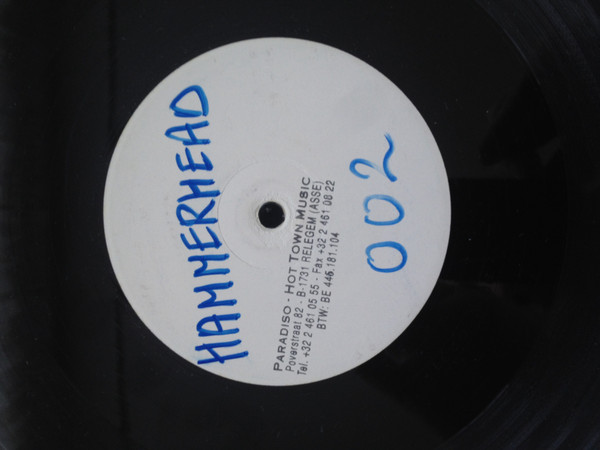 HAMMERHEAD
PARADISO - HOT TOWN MUSIC
Poverstraat 82 - B-1731 RELEGEM (ASSE)
Tel. +32 2 461 05 55 - Fax +32 2 461 08 22
BTW: BE 446.181.104
002